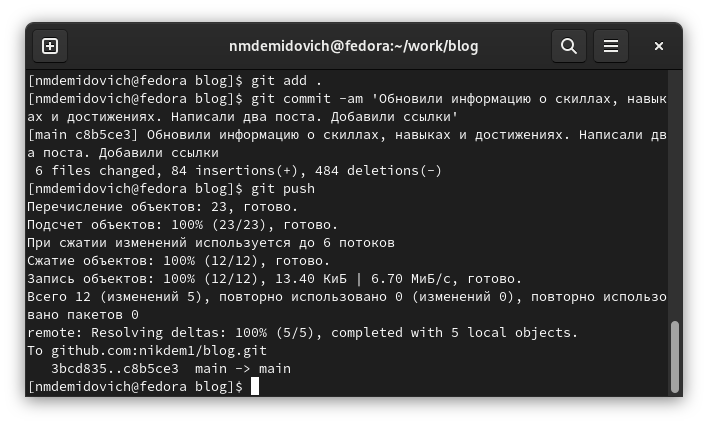 nmdemidovich@fedora:~/work/blog
[nmdemidovich@fedora blog]$ git add .
[nmdemidovich@fedora blog]$ git commit -am 'Обновили информацию о скиллах, навык
ах и достижениях. Написали два поста. Добавили ссылки'
[main c8b5ce3] Обновили информацию о скиллах, навыках и достижениях. Написали дв
а поста. Добавили ссылки
 6 files changed, 84 insertions(+), 484 deletions(-)
[nmdemidovich@fedora blog]$ git push
Перечисление объектов: 23, готово.
Подсчет объектов: 100% (23/23), готово.
При сжатии изменений используется до 6 потоков
Сжатие объектов: 100% (12/12), готово.
Запись объектов: 100% (12/12), 13.40 КиБ | 6.70 МиБ/с, готово.
Всего 12 (изменений 5), повторно использовано 0 (изменений 0), повторно использо
вано пакетов 0
remote: Resolving deltas: 100% (5/5), completed with 5 local objects.
To github.com:nikdem1/blog.git
   3bcd835..c8b5ce3  main -> main
[nmdemidovich@fedora blog]$